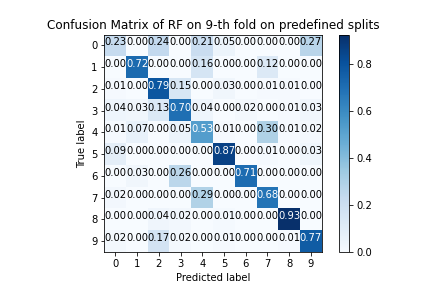 Confusion Matrix of RF on 9-th fold on predefined splits
0 0.23 0.00 0.24 0.00 0.21 0.05 0.00 0.00 0.00 0.27
1 0.00 0.72 0.00 0.00 0.16 0.00 0.00 0.12 0.00 0.00
2 0.01 0.00 0.79 0.15 0.00 0.03 0.00 0.01 0.01 0.00
3 0.04 0.03 0.13 0.70 0.04 0.00 0.02 0.00 0.01 0.03
4 0.01 0.07 0.00 0.05 0.53 0.01 0.00 0.30 0.01 0.02
5 0.09 0.00 0.00 0.00 0.00 0.87 0.00 0.01 0.00 0.03
6 0.00 0.03 0.00 0.26 0.00 0.00 0.71 0.00 0.00 0.00
7 0.02 0.00 0.00 0.00 0.29 0.00 0.00 0.68 0.00 0.00
8 0.00 0.00 0.04 0.02 0.00 0.01 0.00 0.00 0.93 0.00
9 0.02 0.00 0.17 0.02 0.00 0.01 0.00 0.00 0.01 0.77
0 1 2 3 4 5 6 7 8 9
Predicted label
True label
0.8
0.6
0.4
0.2
0.0